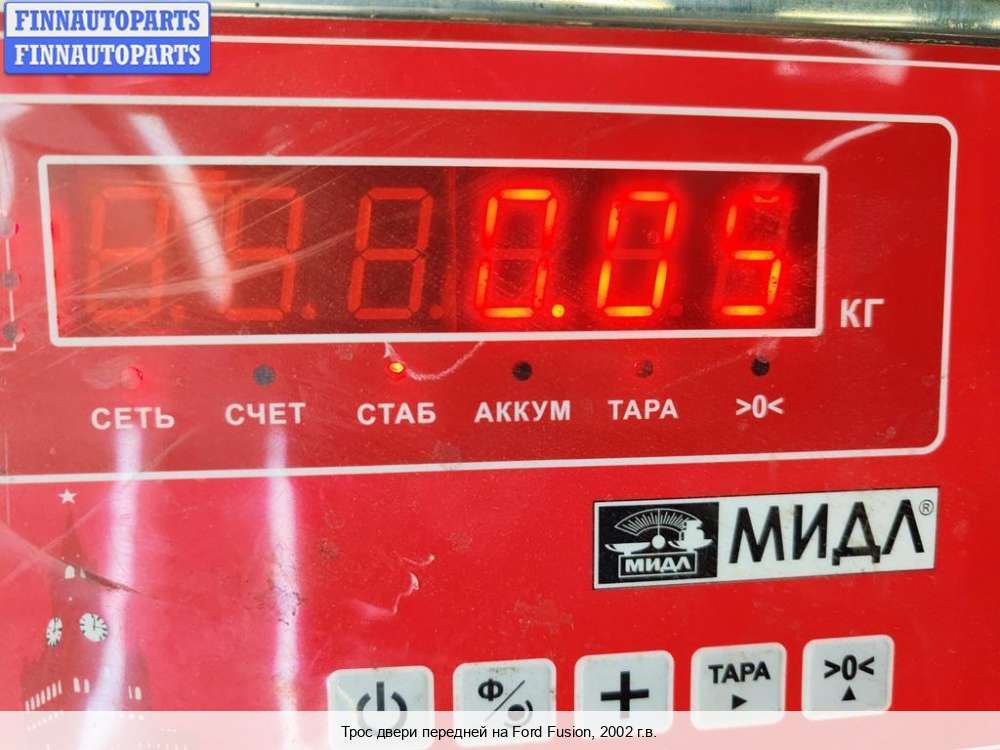 FINNAUTOPARTS
FINNAUTOPARTS
0.05
КГ
СЕТЬ СЧЕТ СТАБ АККУМ ТАРА >0<
МИДЛ МИДЛ®
Ф ТАРА >0<
Трос двери передней на Ford Fusion, 2002 г.в.